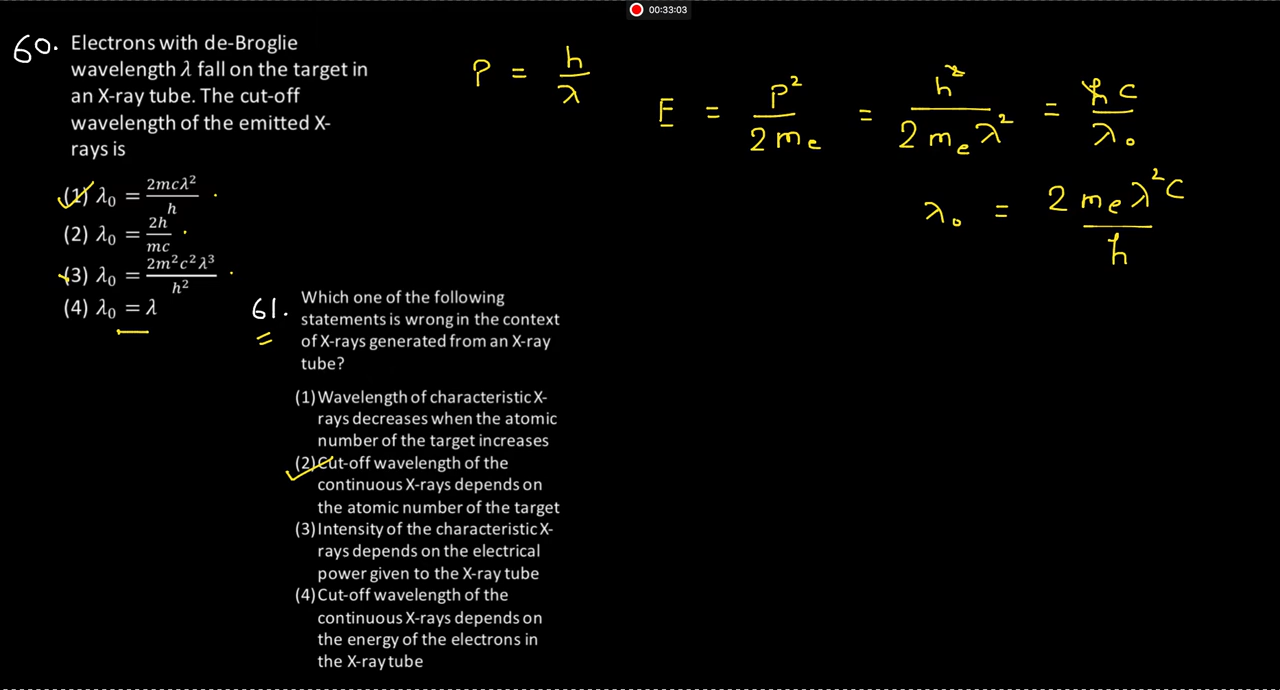 00:33:03
60. Electrons with de-Broglie
wavelength λ fall on the target in
an X-ray tube. The cut-off
wavelength of the emitted X-
rays is
(1) λ₀ = 2mcλ²/h
(2) λ₀ = 2h/mc
(3) λ₀ = 2m²c²λ³/h²
(4) λ₀ = λ
P = h/λ
E = P²/2mₑ = h²/2mₑλ² = hc/λ₀
λ₀ = 2mₑλ²c/h
61. Which one of the following
statements is wrong in the context
of X-rays generated from an X-ray
tube?
(1) Wavelength of characteristic X-
rays decreases when the atomic
number of the target increases
(2) Cut-off wavelength of the
continuous X-rays depends on
the atomic number of the target
(3) Intensity of the characteristic X-
rays depends on the electrical
power given to the X-ray tube
(4) Cut-off wavelength of the
continuous X-rays depends on
the energy of the electrons in
the X-ray tube